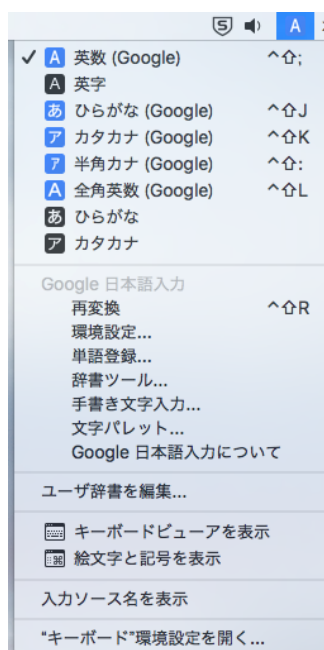 A
✓ A 英数 (Google) ^⇧;
A 英字
あ ひらがな (Google) ^⇧J
ア カタカナ (Google) ^⇧K
ｱ 半角カナ (Google) ^⇧:
A 全角英数 (Google) ^⇧L
あ ひらがな
ア カタカナ
Google 日本語入力
再変換 ^⇧R
環境設定...
単語登録...
辞書ツール...
手書き文字入力...
文字パレット...
Google 日本語入力について
ユーザ辞書を編集...
キーボードビューアを表示
⌘ 絵文字と記号を表示
入力ソース名を表示
“キーボード”環境設定を開く...